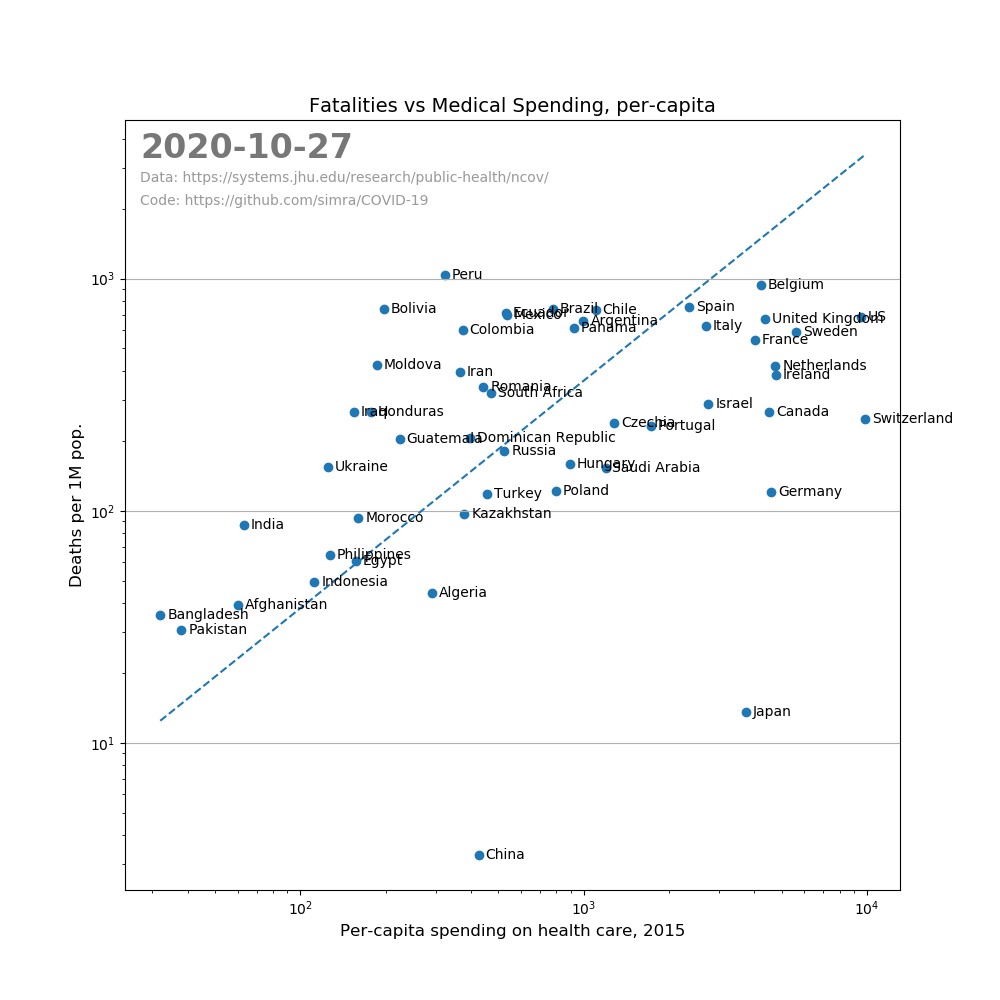 Fatalities vs Medical Spending, per-capita
2020-10-27
Data: https://systems.jhu.edu/research/public-health/ncov/
Code: https://github.com/simra/COVID-19
Deaths per 1M pop.
10³
10²
10¹
Peru
Belgium
Bolivia
Ecuador
Mexico
Brazil
Chile
Spain
Argentina
Panama
Colombia
Italy
United Kingdom
US
Sweden
France
Moldova
Iran
Netherlands
Ireland
Romania
South Africa
Israel
Iraq
Honduras
Canada
Switzerland
Czechia
Portugal
Guatemala
Dominican Republic
Russia
Ukraine
Hungary
Saudi Arabia
Turkey
Poland
Germany
Morocco
Kazakhstan
India
Philippines
Egypt
Indonesia
Algeria
Afghanistan
Bangladesh
Pakistan
Japan
China
10²
10³
10⁴
Per-capita spending on health care, 2015